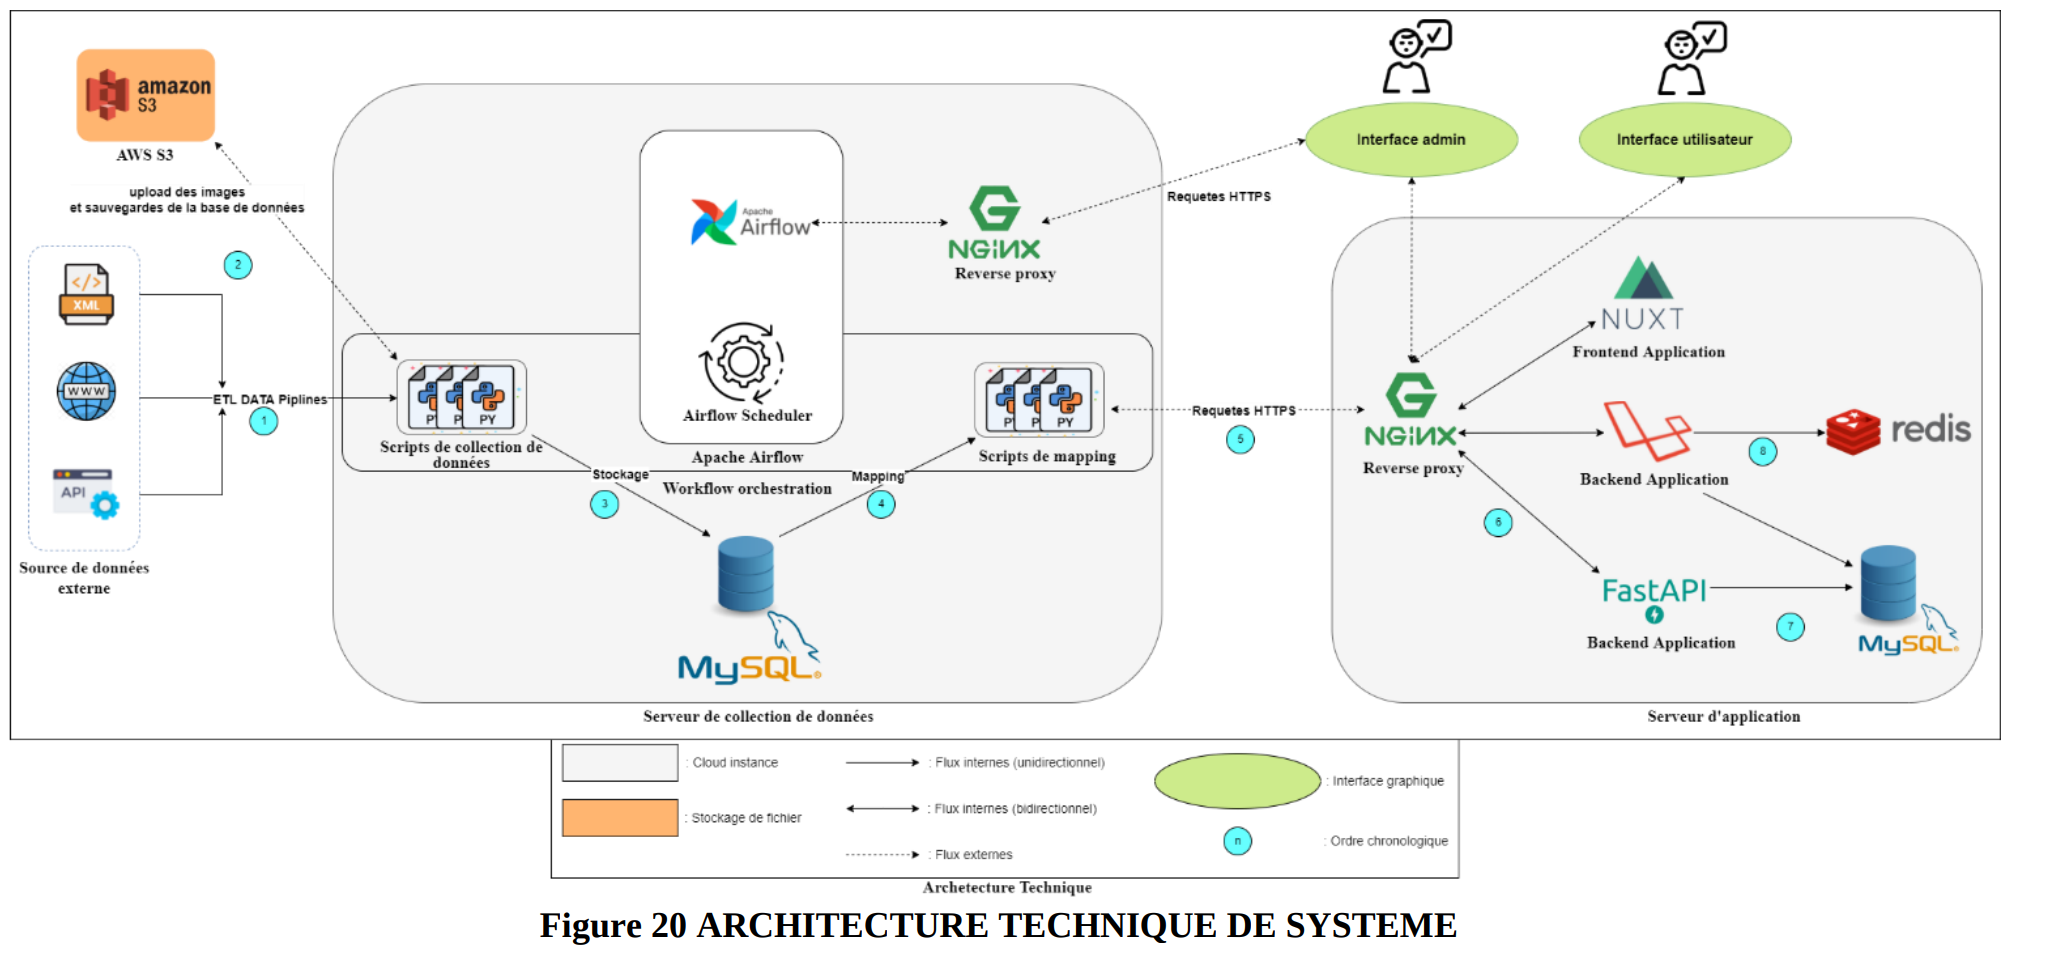 amazon
S3
AWS S3
upload des images
et sauvegardes de la base de données
2
</>
XML
WWW
API
Source de données
externe
ETL DATA Piplines
1
PY
PY
PY
Scripts de collection de
données
Apache
Airflow
Airflow Scheduler
Apache Airflow
Workflow orchestration
NGINX
Reverse proxy
PY
PY
PY
Scripts de mapping
Stockage
3
Mapping
4
MySQL
Serveur de collection de données
Requetes HTTPS
Interface admin
Interface utilisateur
Requetes HTTPS
5
NGINX
Reverse proxy
NUXT
Frontend Application
Backend Application
redis
8
6
FastAPI
Backend Application
7
MySQL
Serveur d'application
: Cloud instance
: Stockage de fichier
: Flux internes (unidirectionnel)
: Flux internes (bidirectionnel)
: Flux externes
: Interface graphique
n
: Ordre chronologique
Archetecture Technique
Figure 20 ARCHITECTURE TECHNIQUE DE SYSTEME